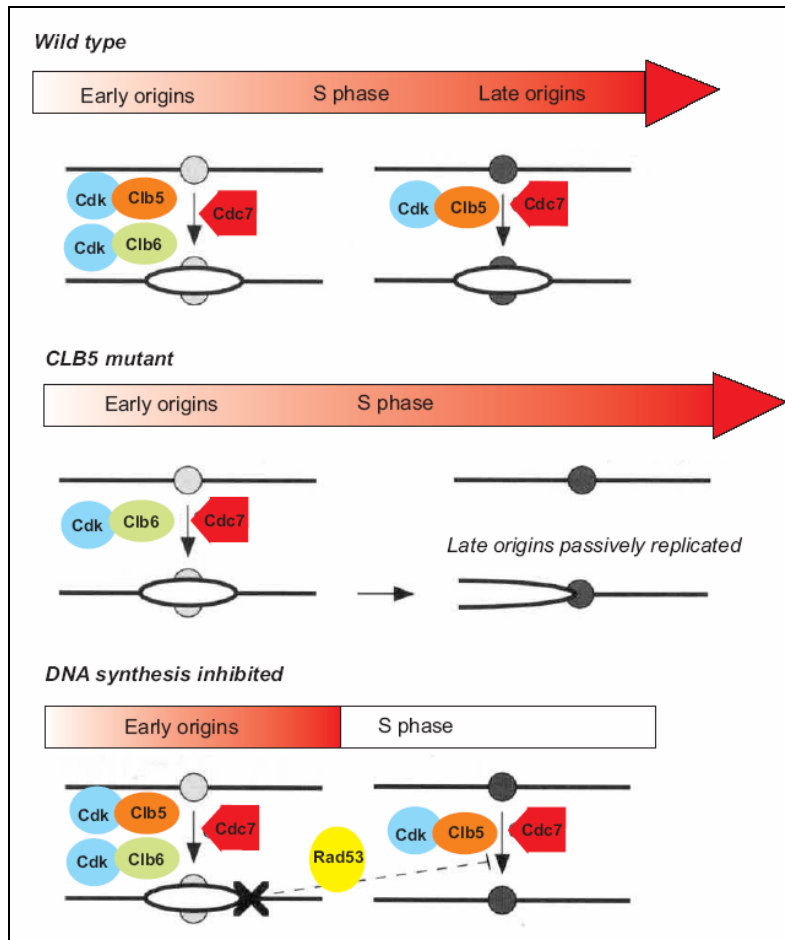 Wild type
Early origins S phase Late origins
Cdk Clb5 Cdc7
Cdk Clb6
Cdk Clb5 Cdc7
CLB5 mutant
Early origins S phase
Cdk Clb6 Cdc7
Late origins passively replicated
DNA synthesis inhibited
Early origins S phase
Cdk Clb5 Cdc7
Cdk Clb6
Rad53
Cdk Clb5 Cdc7